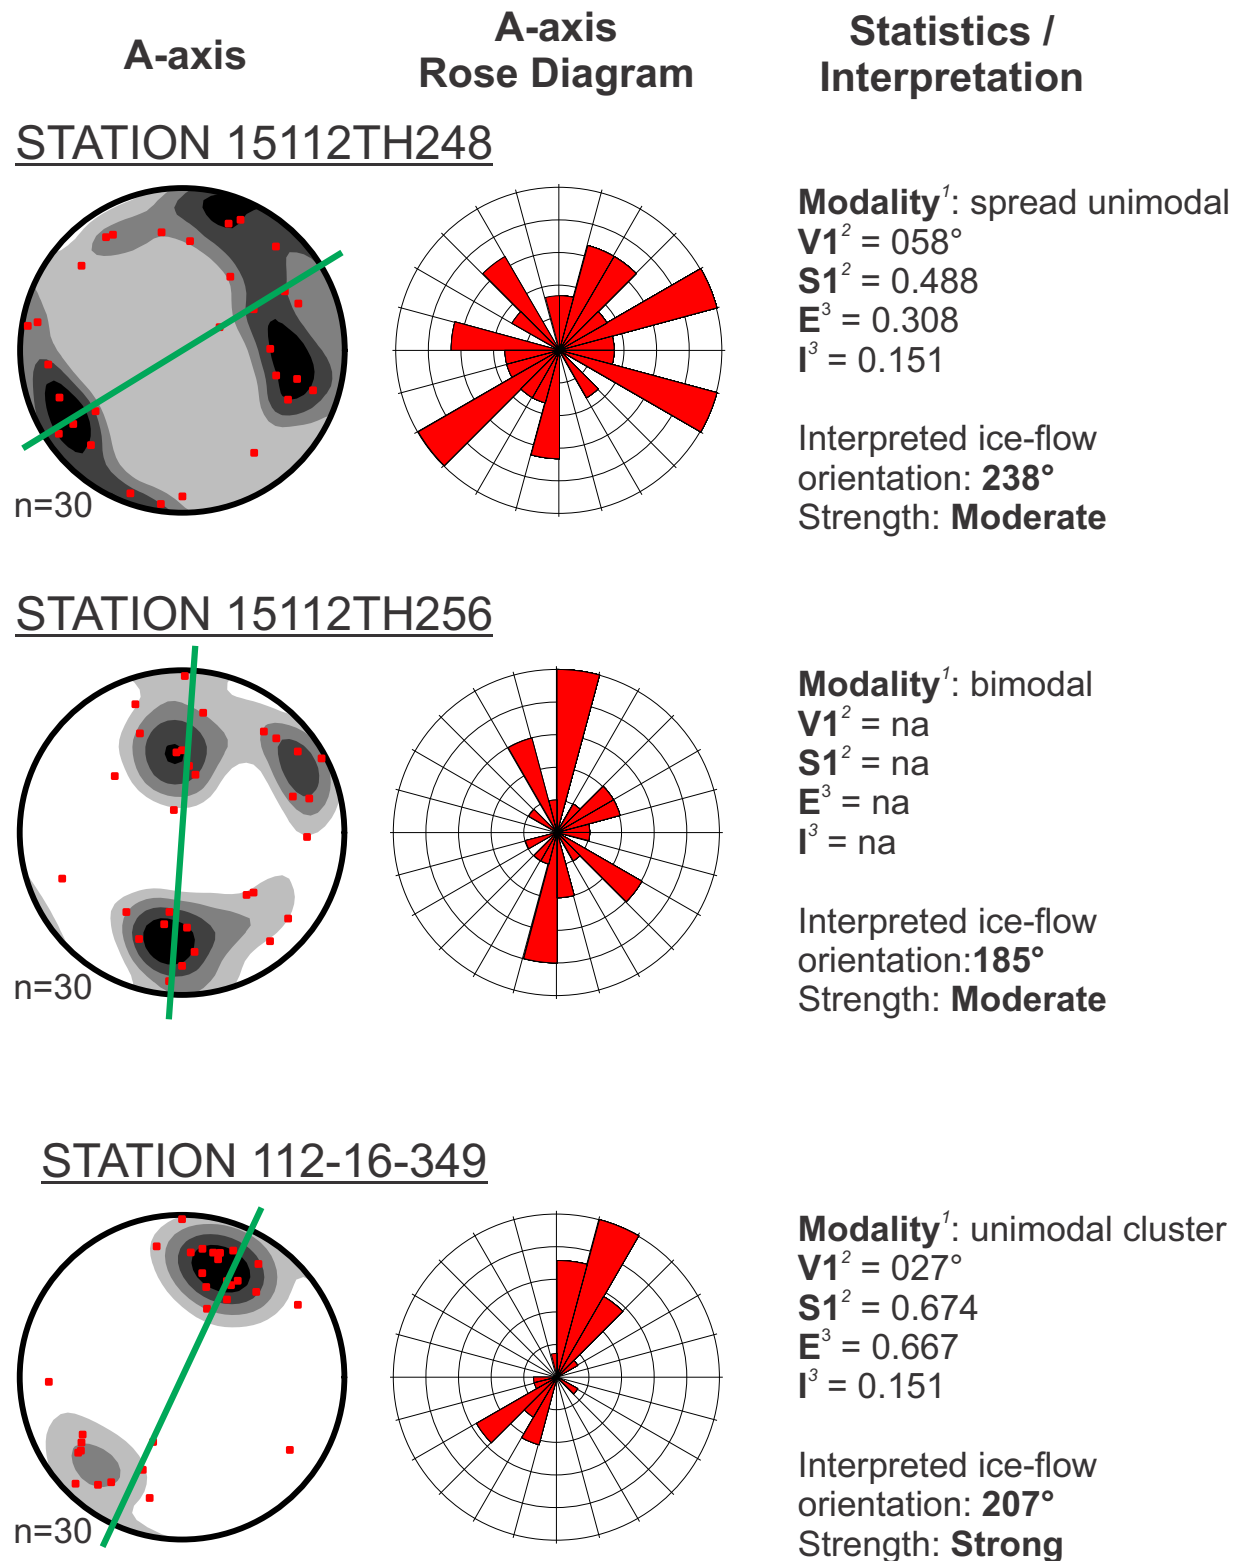 A-axis
A-axis
Rose Diagram
Statistics /
Interpretation
STATION 15112TH248
n=30
Modality¹: spread unimodal
V1² = 058°
S1² = 0.488
E³ = 0.308
I³ = 0.151
Interpreted ice-flow
orientation: 238°
Strength: Moderate
STATION 15112TH256
n=30
Modality¹: bimodal
V1² = na
S1² = na
E³ = na
I³ = na
Interpreted ice-flow
orientation:185°
Strength: Moderate
STATION 112-16-349
n=30
Modality¹: unimodal cluster
V1² = 027°
S1² = 0.674
E³ = 0.667
I³ = 0.151
Interpreted ice-flow
orientation: 207°
Strength: Strong